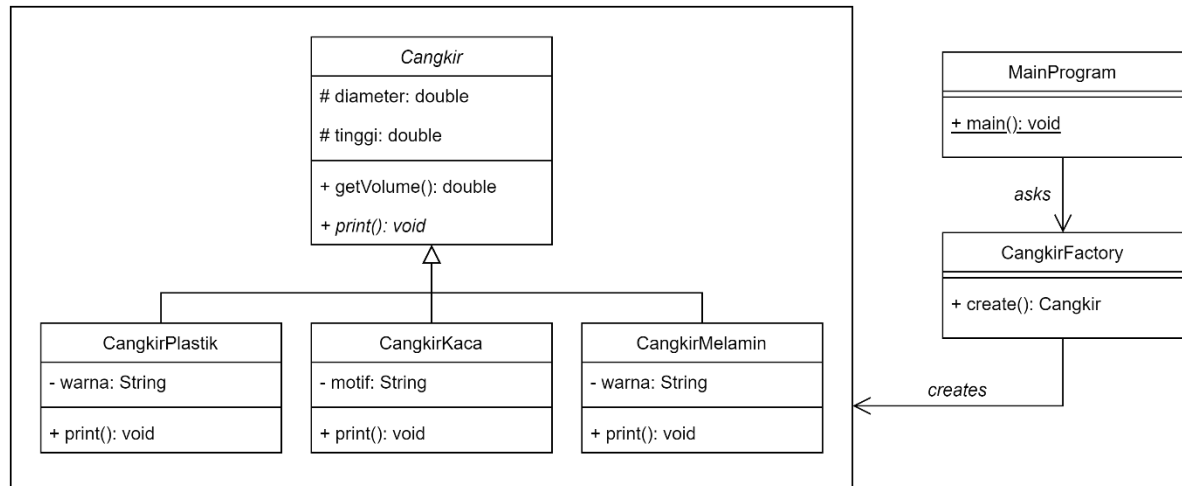 Cangkir
# diameter: double
# tinggi: double
+ getVolume(): double
+ print(): void
CangkirPlastik
- warna: String
+ print(): void
CangkirKaca
- motif: String
+ print(): void
CangkirMelamin
- warna: String
+ print(): void
MainProgram
+ main(): void
asks
CangkirFactory
+ create(): Cangkir
creates